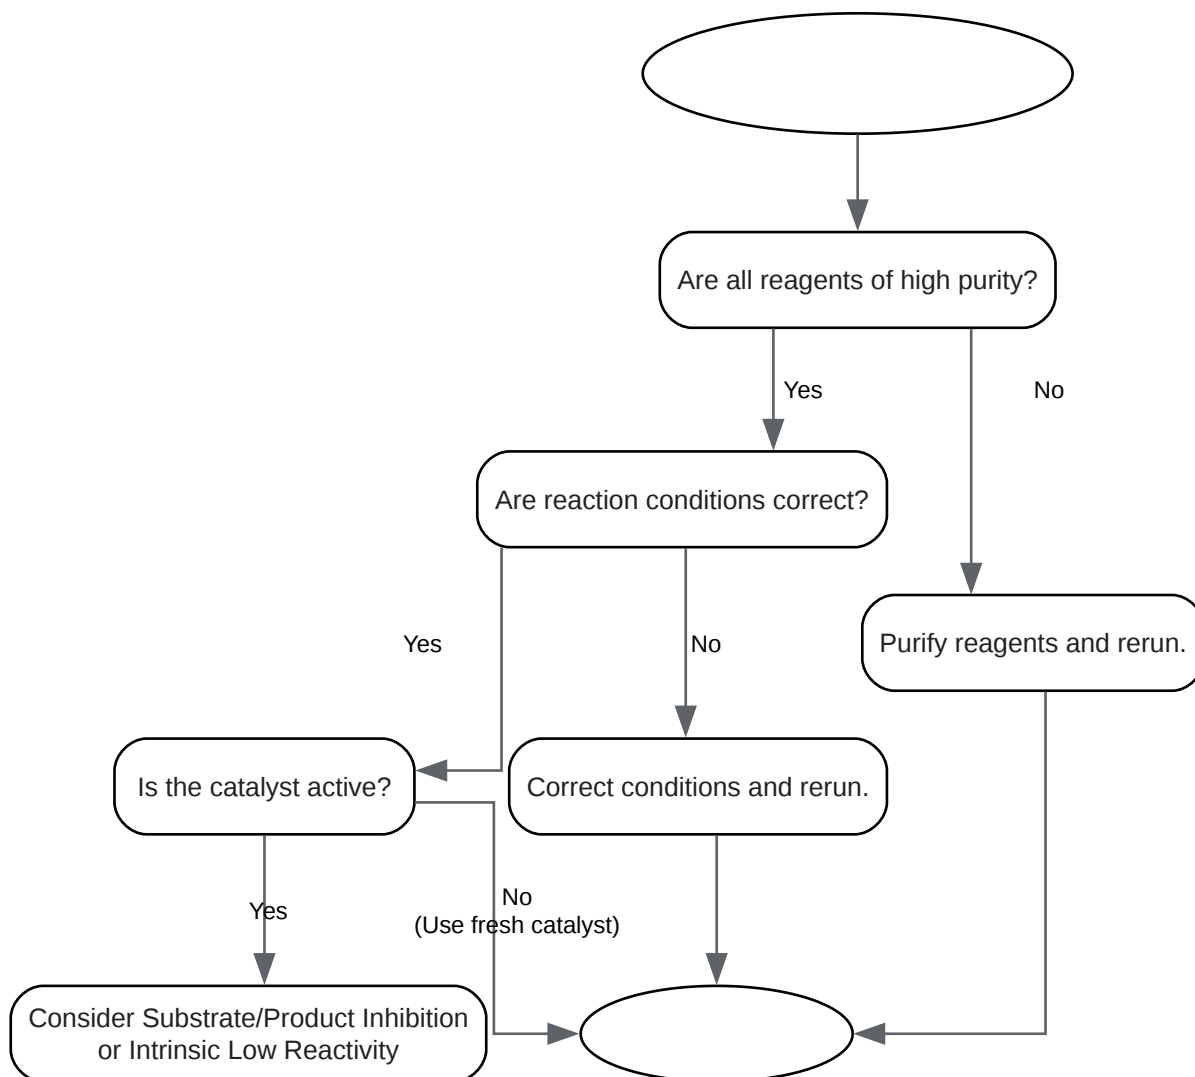 Are all reagents of high purity?
Yes
No
Are reaction conditions correct?
Yes
No
Purify reagents and rerun.
Is the catalyst active?
Correct conditions and rerun.
Yes
No
(Use fresh catalyst)
Consider Substrate/Product Inhibition
or Intrinsic Low Reactivity